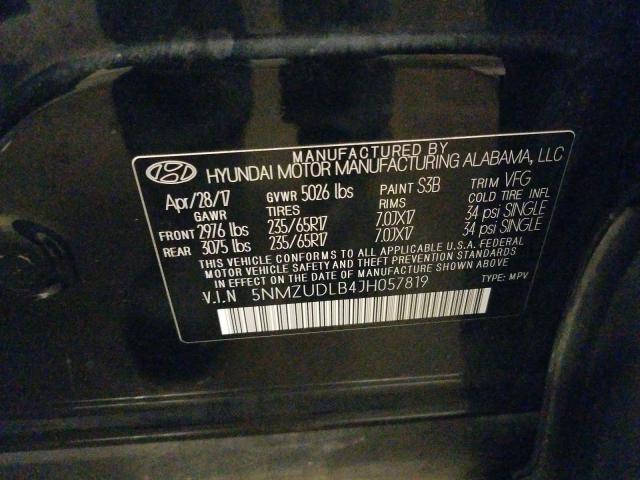 MANUFACTURED BY
HYUNDAI MOTOR MANUFACTURING ALABAMA, LLC
Apr/28/17 GVWR 5026 lbs PAINT S3B TRIM VFG
GAWR TIRES RIMS COLD TIRE INFL
FRONT 2976 lbs 235/65R17 7.0JX17 34 psi SINGLE
REAR 3075 lbs 235/65R17 7.0JX17 34 psi SINGLE
THIS VEHICLE CONFORMS TO ALL APPLICABLE U.S.A. FEDERAL
MOTOR VEHICLE SAFETY AND THEFT PREVENTION STANDARDS
IN EFFECT ON THE DATE OF MANUFACTURE SHOWN ABOVE
V.I.N 5NMZUDLB4JH057819 TYPE: MPV